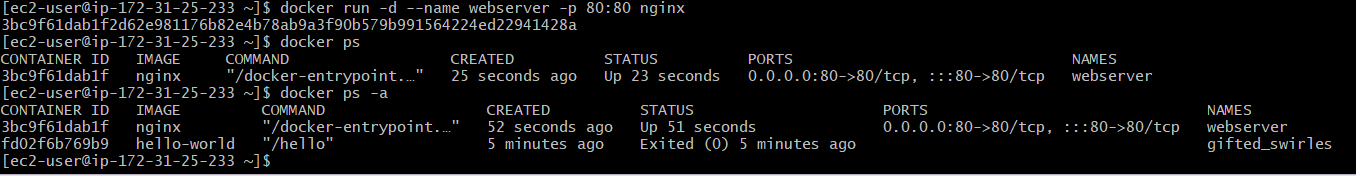 [ec2-user@ip-172-31-25-233 ~]$ docker run -d --name webserver -p 80:80 nginx
3bc9f61dab1f2d62e981176b82e4b78ab9a3f90b579b991564224ed22941428a
[ec2-user@ip-172-31-25-233 ~]$ docker ps
CONTAINER ID   IMAGE     COMMAND                  CREATED          STATUS          PORTS                               NAMES
3bc9f61dab1f   nginx     "/docker-entrypoint.…"   25 seconds ago   Up 23 seconds   0.0.0.0:80->80/tcp, :::80->80/tcp   webserver
[ec2-user@ip-172-31-25-233 ~]$ docker ps -a
CONTAINER ID   IMAGE         COMMAND                  CREATED          STATUS                     PORTS                               NAMES
3bc9f61dab1f   nginx         "/docker-entrypoint.…"   52 seconds ago   Up 51 seconds              0.0.0.0:80->80/tcp, :::80->80/tcp   webserver
fd02f6b769b9   hello-world   "/hello"                 5 minutes ago    Exited (0) 5 minutes ago                                       gifted_swirles
[ec2-user@ip-172-31-25-233 ~]$